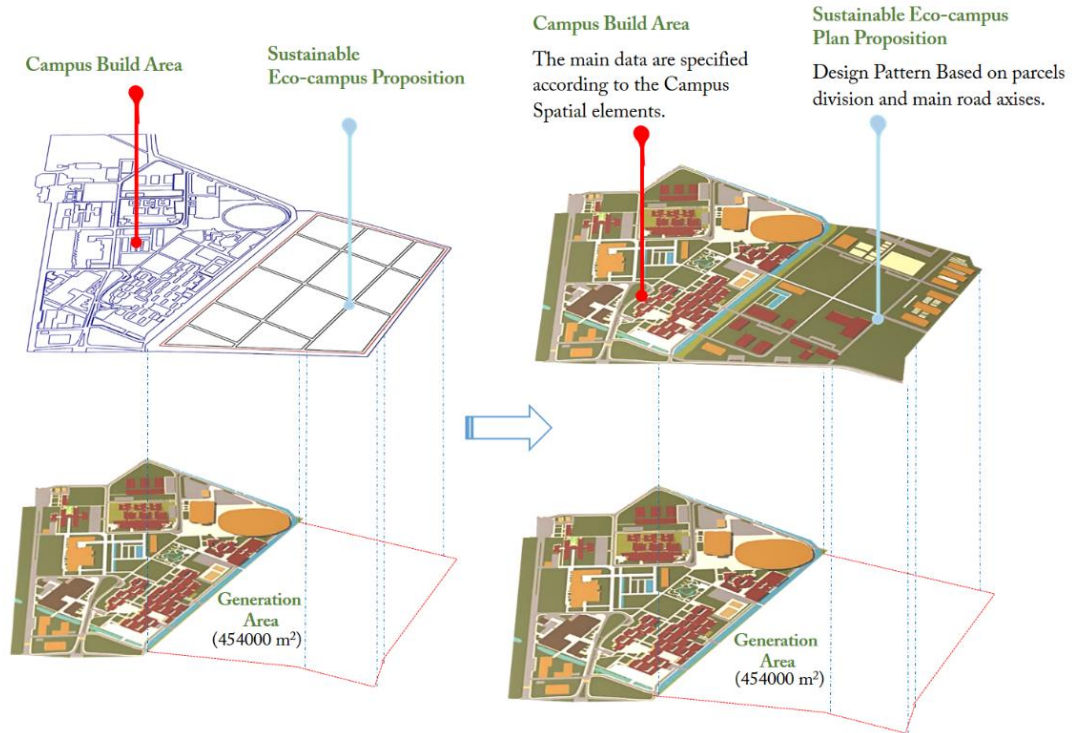 Campus Build Area
Sustainable
Eco-campus Proposition
Campus Build Area
The main data are specified
according to the Campus
Spatial elements.
Sustainable Eco-campus
Plan Proposition
Design Pattern Based on parcels
division and main road axises.
Generation
Area
(454000 m²)
Generation
Area
(454000 m²)